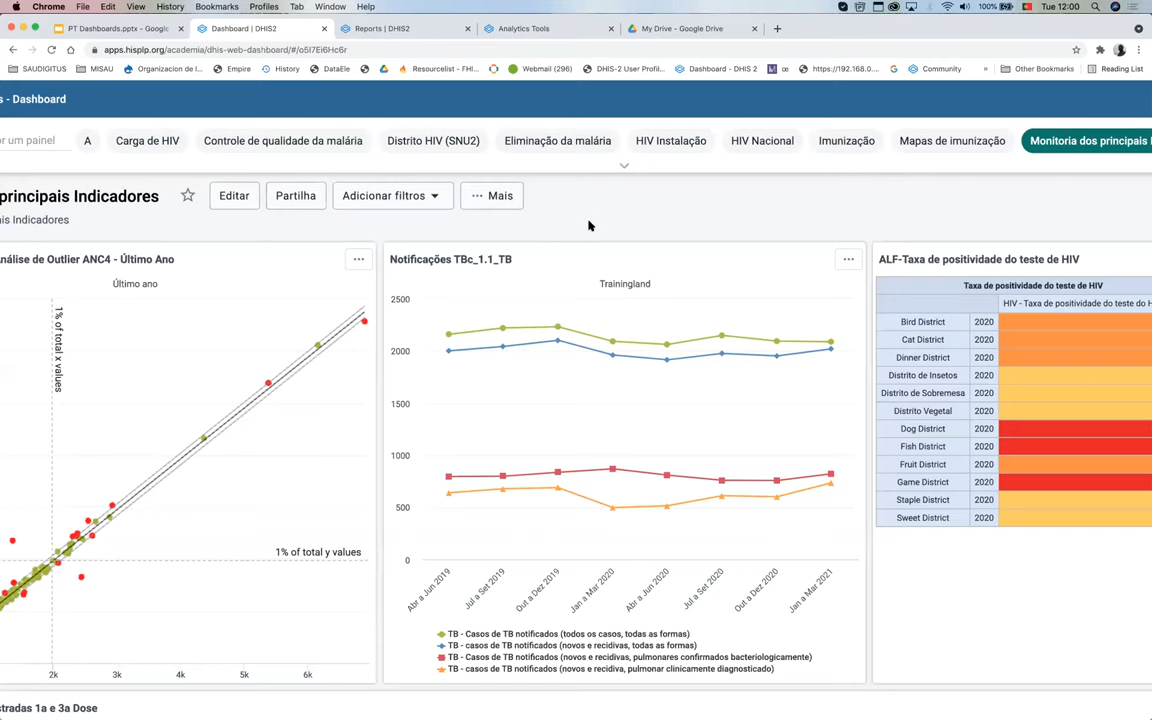 Chrome File Edit View History Bookmarks Profiles Tab Window Help 100% Tue 12:00
PT Dashboards.pptx - Google Dashboard | DHIS2 Reports | DHIS2 Analytics Tools My Drive - Google Drive
apps.hisplp.org/academia/dhis-web-dashboard/#/o5I7Ei6Hc6r
SAUDIGITUS MISAU Organizacion de l... Empire History DataEle Resourcelist - FHI... Webmail (296) DHIS-2 User Profil... Dashboard - DHIS 2 https://192.168.0.... Community » Other Bookmarks Reading List
s - Dashboard
or um painel A Carga de HIV Controle de qualidade da malária Distrito HIV (SNU2) Eliminação da malária HIV Instalação HIV Nacional Imunização Mapas de imunização Monitoria dos principais I
principais Indicadores Editar Partilha Adicionar filtros Mais
ais Indicadores
Análise de Outlier ANC4 - Último Ano
Último ano
1% of total x values
1% of total y values
2k 3k 4k 5k 6k
Notificações TBc_1.1_TB
Trainingland
2500
2000
1500
1000
500
0
Abr a Jun 2019 Jul a Set 2019 Out a Dez 2019 Jan a Mar 2020 Abr a Jun 2020 Jul a Set 2020 Out a Dez 2020 Jan a Mar 2021
TB - Casos de TB notificados (todos os casos, todas as formas)
TB - casos de TB notificados (novos e recidivas, todas as formas)
TB - Casos de TB notificados (novos e recidivas, pulmonares confirmados bacteriologicamente)
TB - casos de TB notificados (novos e recidiva, pulmonar clinicamente diagnosticado)
ALF-Taxa de positividade do teste de HIV
Taxa de positividade do teste de HIV
HIV - Taxa de positividade do teste do H
Bird District 2020
Cat District 2020
Dinner District 2020
Distrito de Insetos 2020
Distrito de Sobremesa 2020
Distrito Vegetal 2020
Dog District 2020
Fish District 2020
Fruit District 2020
Game District 2020
Staple District 2020
Sweet District 2020
stradas 1a e 3a Dose